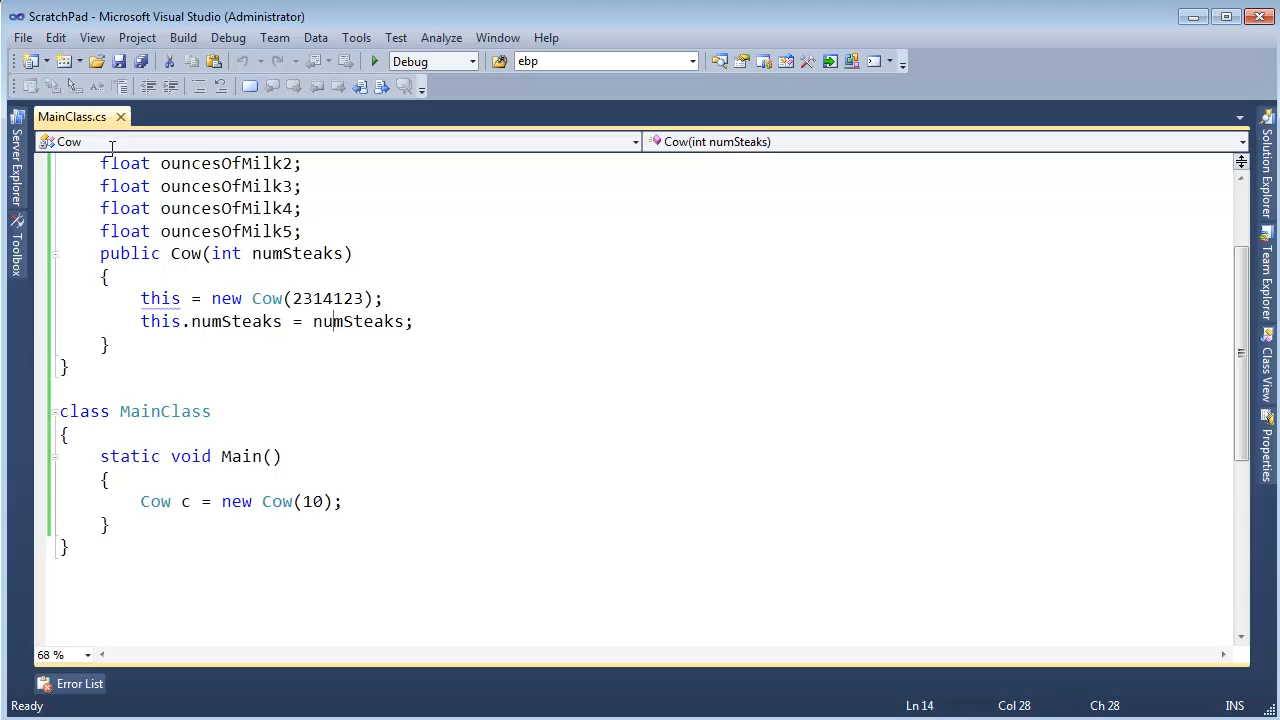 ScratchPad - Microsoft Visual Studio (Administrator)
File Edit View Project Build Debug Team Data Tools Test Analyze Window Help
Debug ebp
MainClass.cs
Cow Cow(int numSteaks)
float ouncesOfMilk2;
float ouncesOfMilk3;
float ouncesOfMilk4;
float ouncesOfMilk5;
public Cow(int numSteaks)
{
this = new Cow(2314123);
this.numSteaks = numSteaks;
}
}
class MainClass
{
static void Main()
{
Cow c = new Cow(10);
}
}
68 %
Server Explorer
Toolbox
Solution Explorer
Team Explorer
Class View
Properties
Error List
Ready Ln 14 Col 28 Ch 28 INS